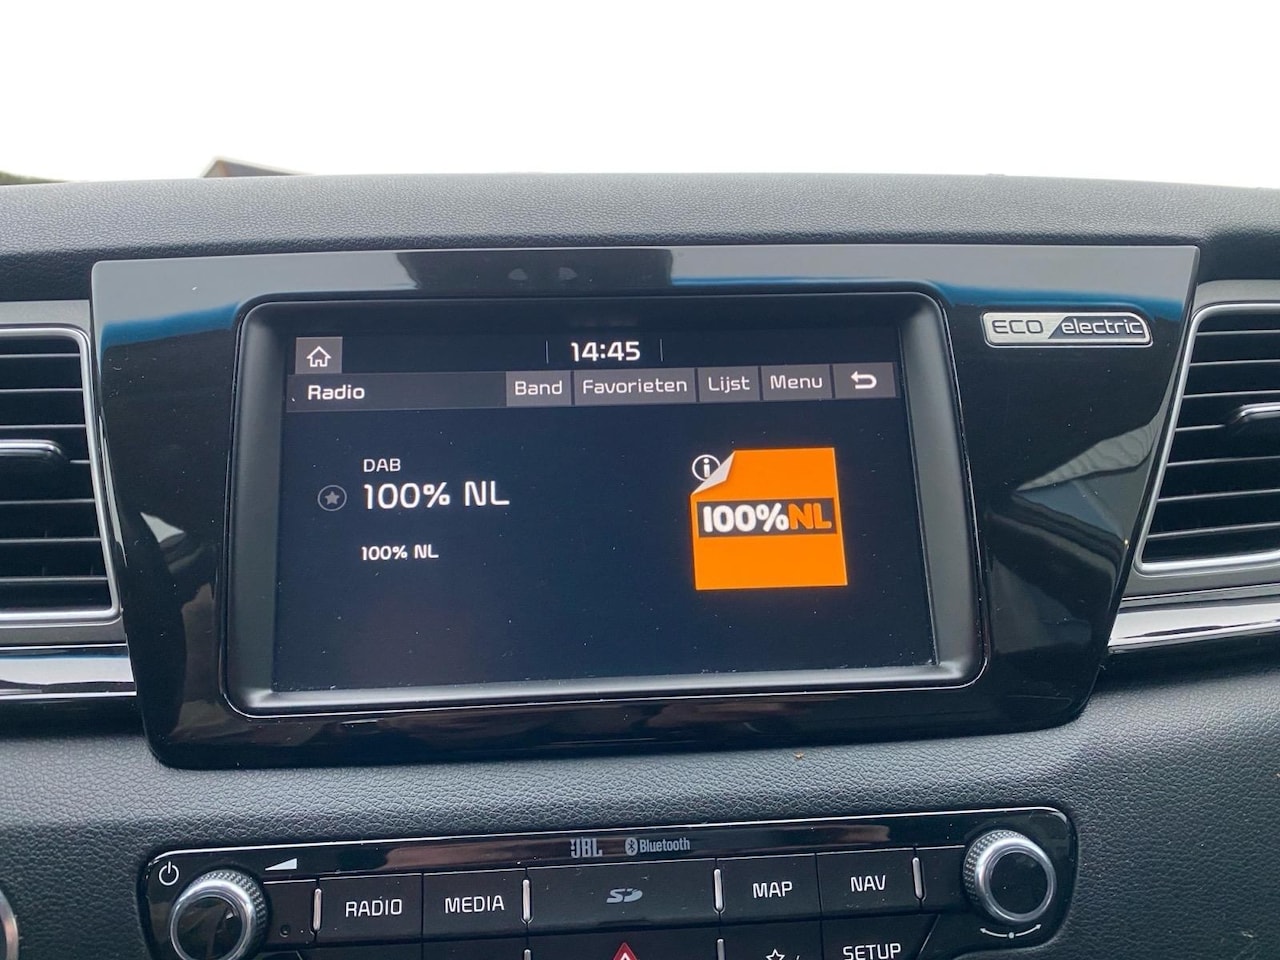 14:45
ECO electric
Radio Band Favorieten Lijst Menu
DAB
100% NL
100% NL
100%NL
JBL Bluetooth
RADIO MEDIA SD MAP NAV
SETUP